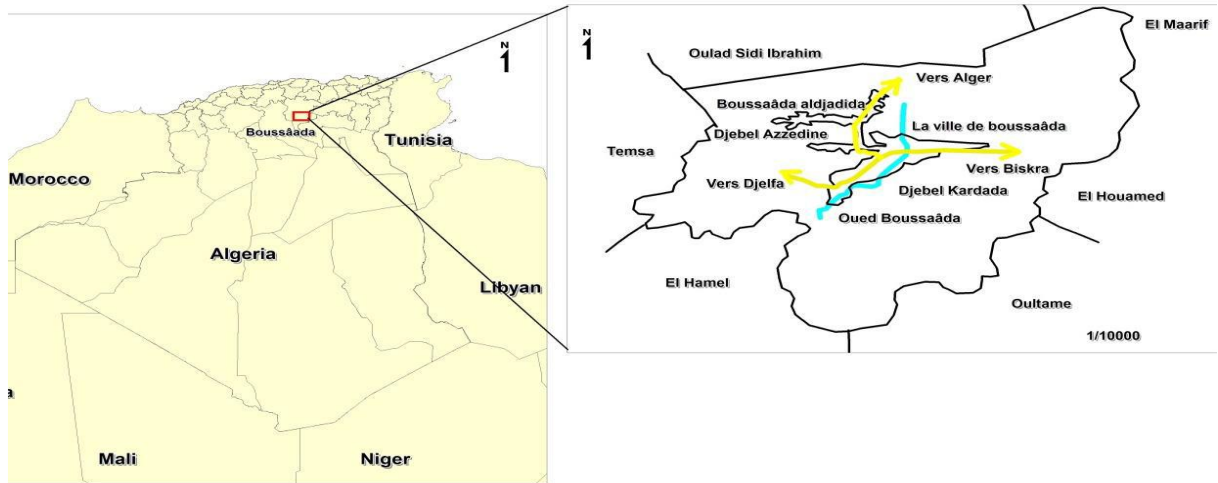 N
Boussâada
Tunisia
Morocco
Algeria
Libyan
Mali
Niger
N
El Maarif
Oulad Sidi Ibrahim
Vers Alger
Boussaâda aldjadida
La ville de boussaâda
Djebel Azzedine
Temsa
Vers Biskra
Vers Djelfa
Djebel Kardada
El Houamed
Oued Boussaâda
El Hamel
Oultame
1/10000